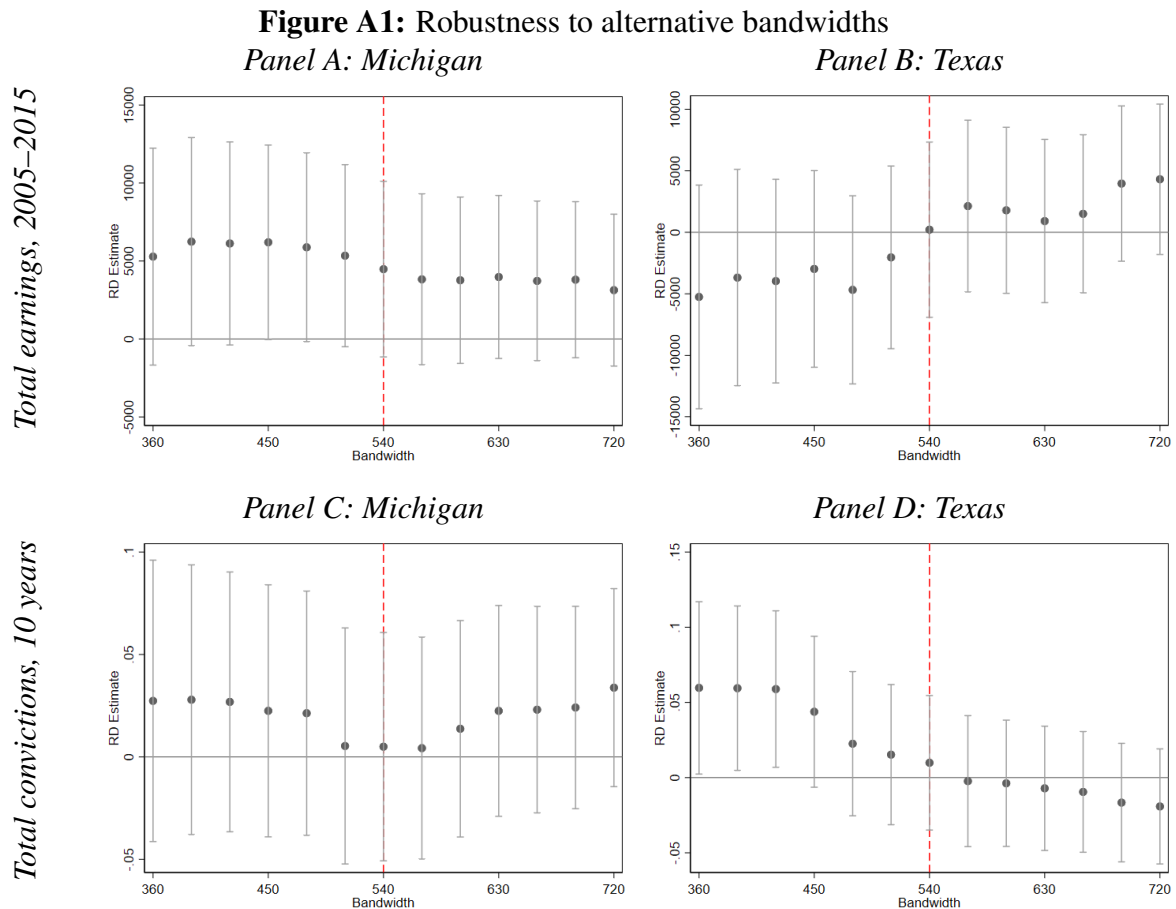 Figure A1: Robustness to alternative bandwidths
Panel A: Michigan
Panel B: Texas
Total earnings, 2005–2015
RD Estimate
15000
10000
5000
0
-5000
360
450
540
630
720
Bandwidth
RD Estimate
10000
5000
0
-5000
-10000
-15000
360
450
540
630
720
Bandwidth
Panel C: Michigan
Panel D: Texas
Total convictions, 10 years
RD Estimate
.1
.05
0
-.05
360
450
540
630
720
Bandwidth
RD Estimate
.15
.1
.05
0
-.05
360
450
540
630
720
Bandwidth